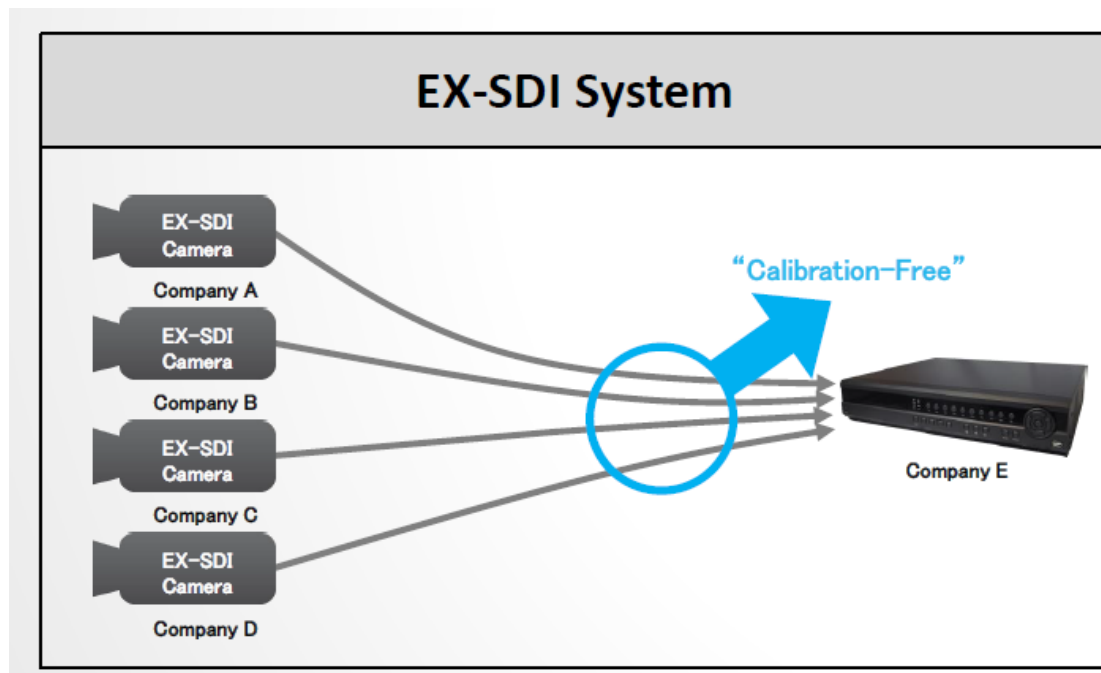 EX-SDI System
EX-SDI
Camera
Company A
EX-SDI
Camera
Company B
EX-SDI
Camera
Company C
EX-SDI
Camera
Company D
“Calibration-Free”
Company E